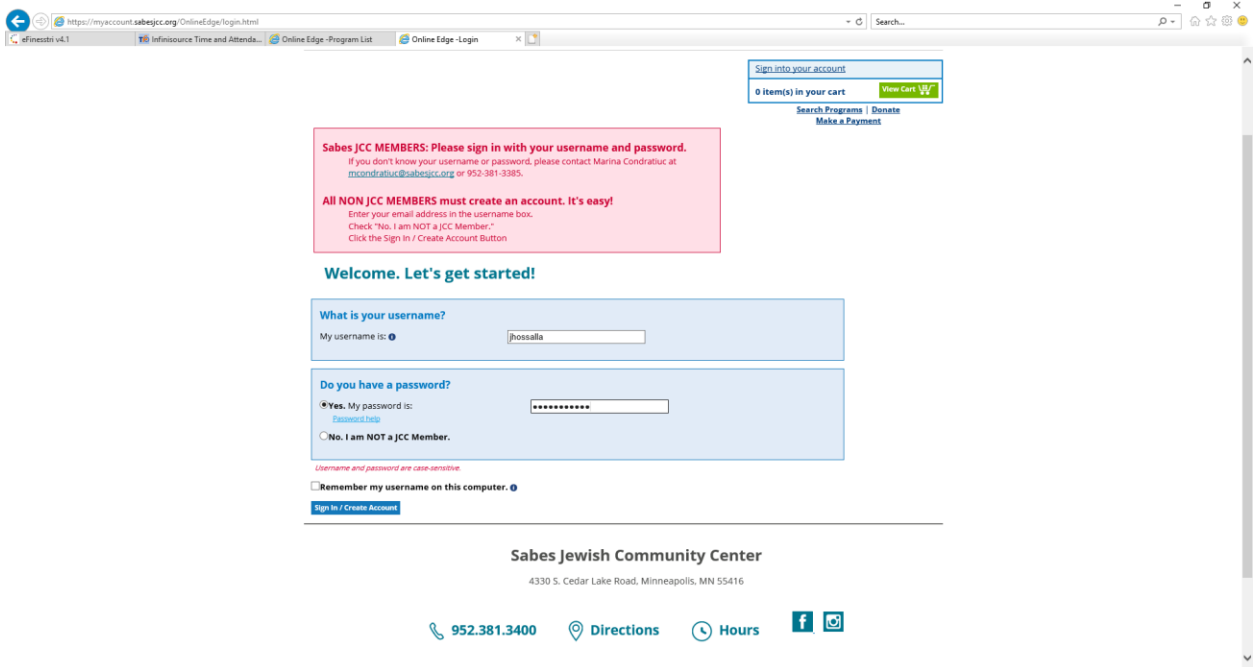 https://myaccount.sabesjcc.org/OnlineEdge/login.html
Search...
eFinesstri v4.1
Infinisource Time and Attenda...
Online Edge -Program List
Online Edge -Login
Sign into your account
0 item(s) in your cart
View Cart
Search Programs | Donate
Make a Payment
Sabes JCC MEMBERS: Please sign in with your username and password.
If you don't know your username or password, please contact Marina Condratiuc at
mcondratiuc@sabesjcc.org or 952-381-3385.
All NON JCC MEMBERS must create an account. It's easy!
Enter your email address in the username box.
Check "No. I am NOT a JCC Member."
Click the Sign In / Create Account Button
Welcome. Let's get started!
What is your username?
My username is:
jhossalla
Do you have a password?
Yes. My password is:
•••••••••••
Password help
No. I am NOT a JCC Member.
Username and password are case-sensitive.
Remember my username on this computer.
Sign In / Create Account
Sabes Jewish Community Center
4330 S. Cedar Lake Road, Minneapolis, MN 55416
952.381.3400
Directions
Hours